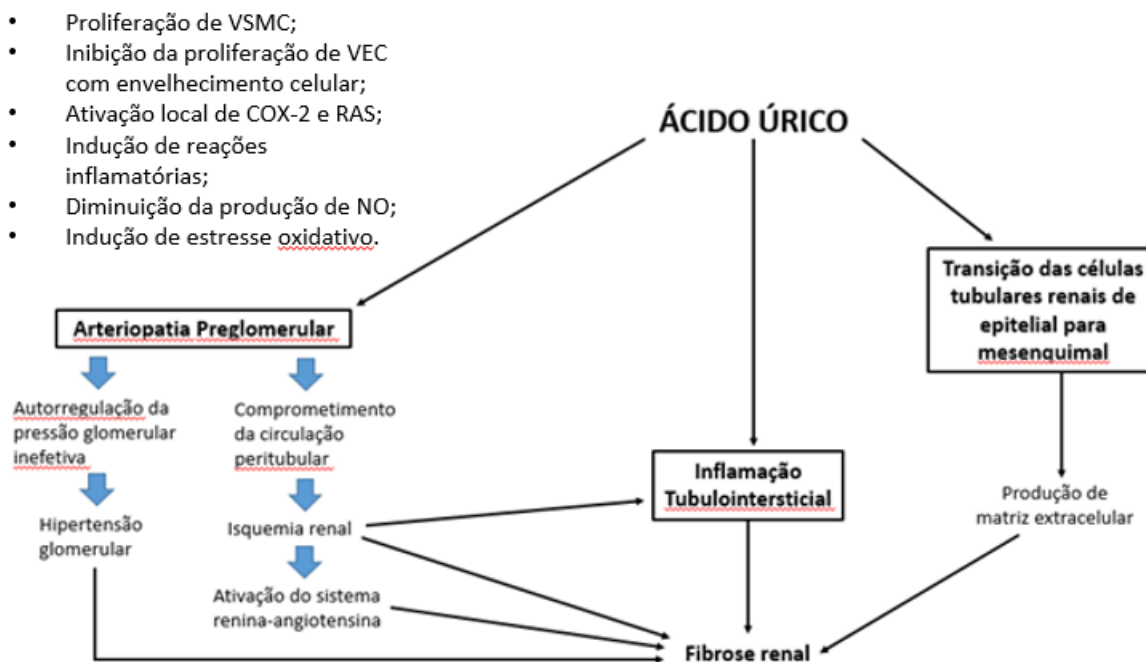 • Proliferação de VSMC;
• Inibição da proliferação de VEC
com envelhecimento celular;
• Ativação local de COX-2 e RAS;
• Indução de reações
inflamatórias;
• Diminuição da produção de NO;
• Indução de estresse oxidativo.
ÁCIDO ÚRICO
Arteriopatia Preglomerular
Autorregulação da
pressão glomerular
inefetiva
Hipertensão
glomerular
Comprometimento
da circulação
peritubular
Isquemia renal
Ativação do sistema
renina-angiotensina
Inflamação
Tubulointersticial
Transição das células
tubulares renais de
epitelial para
mesenquimal
Produção de
matriz extracelular
Fibrose renal